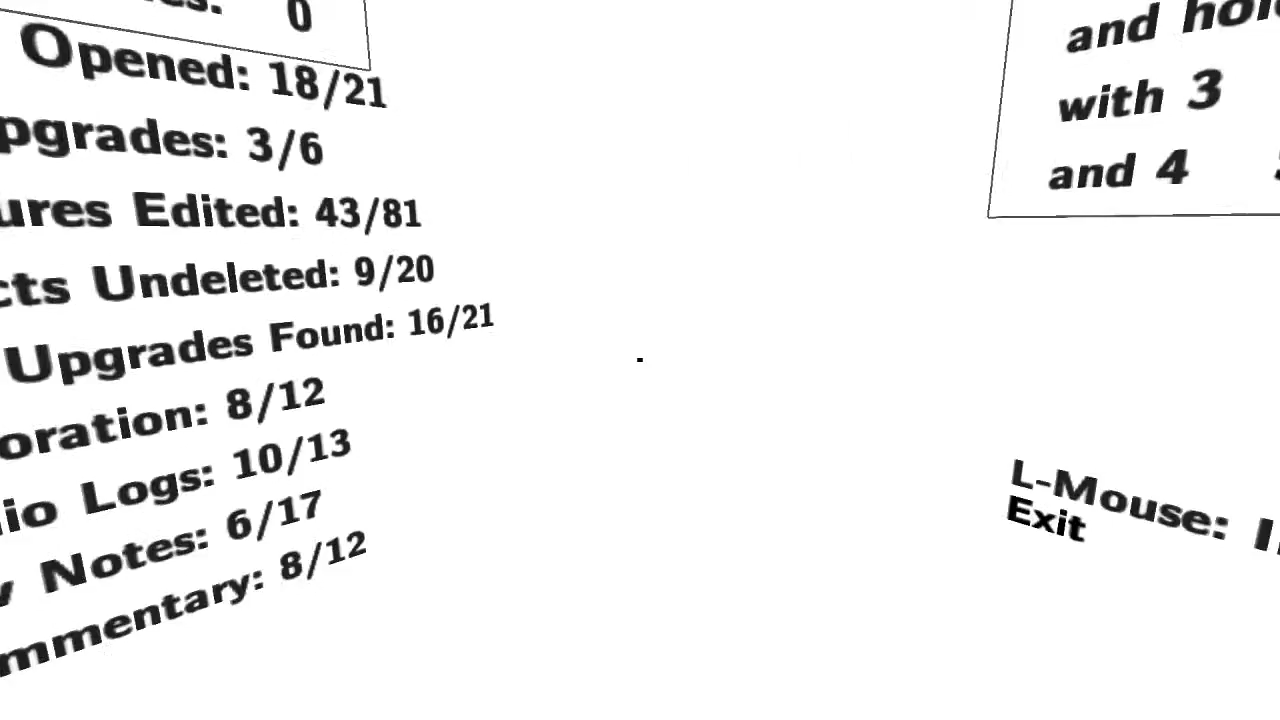 0
Opened: 18/21
pgrades: 3/6
ures Edited: 43/81
cts Undeleted: 9/20
Upgrades Found: 16/21
oration: 8/12
io Logs: 10/13
Notes: 6/17
mmentary: 8/12
and hol
with 3
and 4
L-Mouse:
Exit